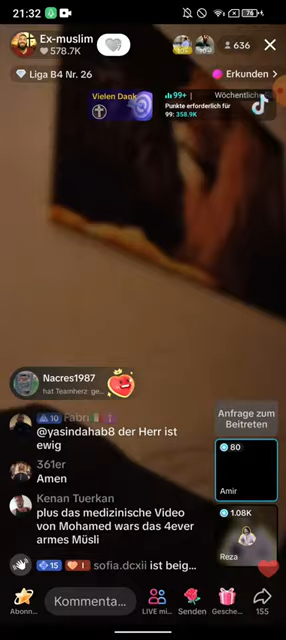 21:32
76
Ex-muslim
578.7K
636
Liga B4 Nr. 26
Erkunden >
Vielen Dank
99+ | Wöchentliche
Punkte erforderlich für
99: 358.9K
Nacres1987
hat Teamherz ge...
Anfrage zum
Beitreten
10 Fabri
@yasindahab8 der Herr ist
ewig
80
361er
Amen
Amir
Kenan Tuerkan
plus das medizinische Video
von Mohamed wars das 4ever
armes Müsli
1.08K
Reza
15 1 sofia.dcxii ist beig...
Abonn...
Kommenta...
LIVE mi...
Senden
Gesche...
155